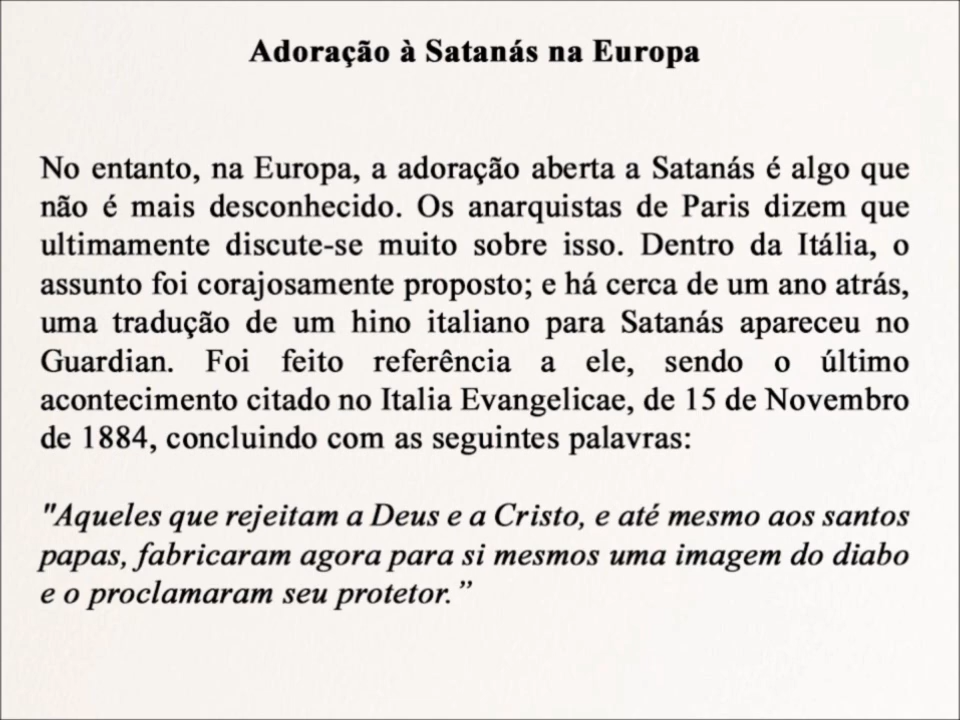 Adoração à Satanás na Europa
No entanto, na Europa, a adoração aberta a Satanás é algo que
não é mais desconhecido. Os anarquistas de Paris dizem que
ultimamente discute-se muito sobre isso. Dentro da Itália, o
assunto foi corajosamente proposto; e há cerca de um ano atrás,
uma tradução de um hino italiano para Satanás apareceu no
Guardian. Foi feito referência a ele, sendo o último
acontecimento citado no Italia Evangelicae, de 15 de Novembro
de 1884, concluindo com as seguintes palavras:
"Aqueles que rejeitam a Deus e a Cristo, e até mesmo aos santos
papas, fabricaram agora para si mesmos uma imagem do diabo
e o proclamaram seu protetor.”